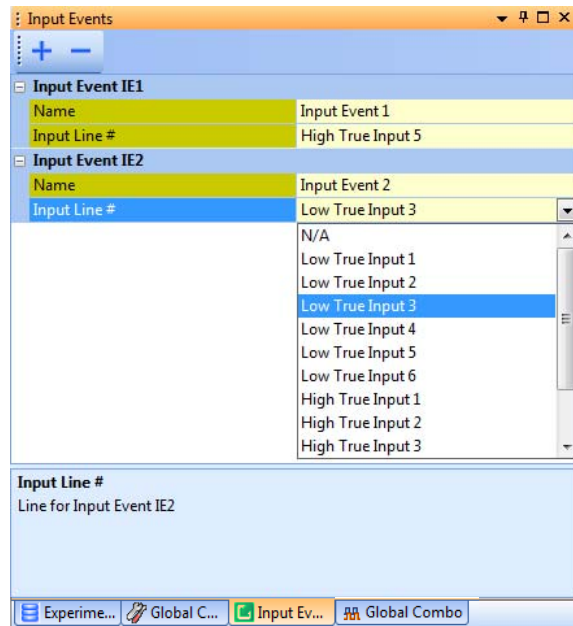 Input Events
Input Event IE1
Name Input Event 1
Input Line # High True Input 5
Input Event IE2
Name Input Event 2
Input Line # Low True Input 3
N/A
Low True Input 1
Low True Input 2
Low True Input 3
Low True Input 4
Low True Input 5
Low True Input 6
High True Input 1
High True Input 2
High True Input 3
Input Line #
Line for Input Event IE2
Experime... Global C... Input Ev... Global Combo